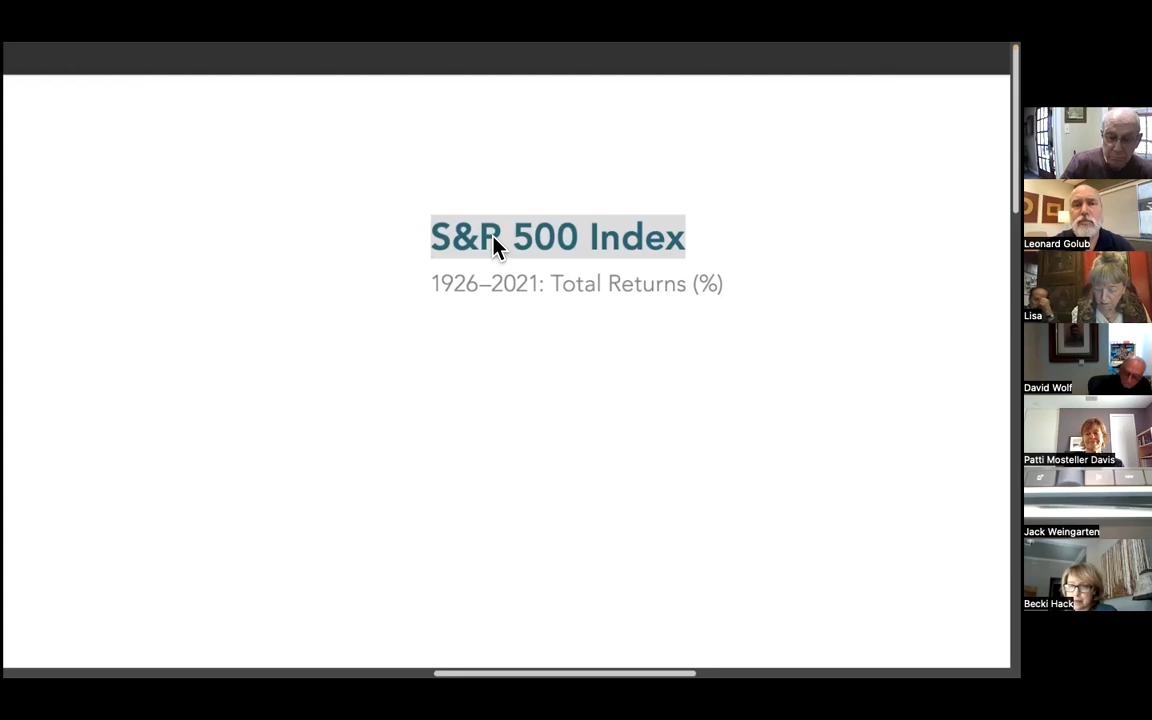 S&P 500 Index
1926–2021: Total Returns (%)
Leonard Golub
Lisa
David Wolf
Patti Mosteller Davis
Jack Weingarten
Becki Hack